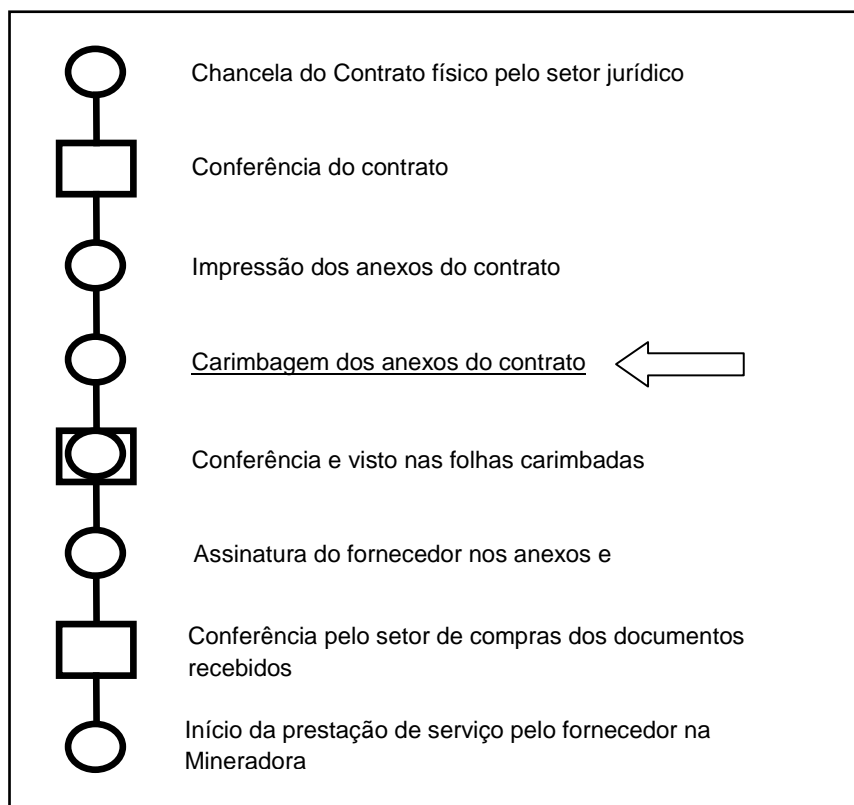 Chancela do Contrato físico pelo setor jurídico
Conferência do contrato
Impressão dos anexos do contrato
Carimbagem dos anexos do contrato
Conferência e visto nas folhas carimbadas
Assinatura do fornecedor nos anexos e
Conferência pelo setor de compras dos documentos
recebidos
Início da prestação de serviço pelo fornecedor na
Mineradora